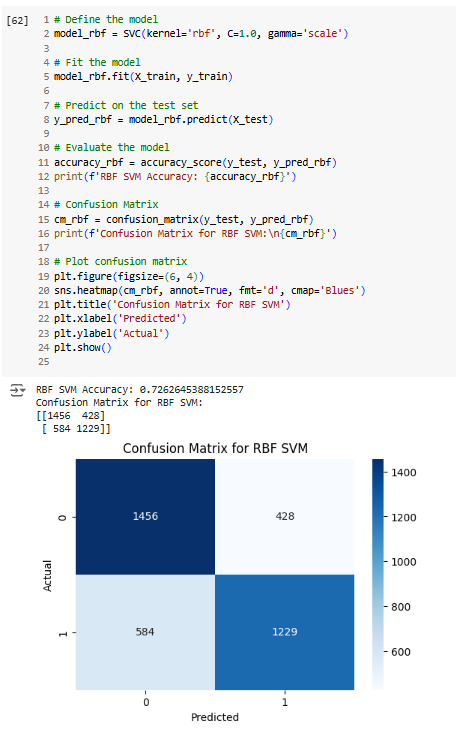 [62]
1 # Define the model
2 model_rbf = SVC(kernel='rbf', C=1.0, gamma='scale')
3
4 # Fit the model
5 model_rbf.fit(X_train, y_train)
6
7 # Predict on the test set
8 y_pred_rbf = model_rbf.predict(X_test)
9
10 # Evaluate the model
11 accuracy_rbf = accuracy_score(y_test, y_pred_rbf)
12 print(f'RBF SVM Accuracy: {accuracy_rbf}')
13
14 # Confusion Matrix
15 cm_rbf = confusion_matrix(y_test, y_pred_rbf)
16 print(f'Confusion Matrix for RBF SVM:\n{cm_rbf}')
17
18 # Plot confusion matrix
19 plt.figure(figsize=(6, 4))
20 sns.heatmap(cm_rbf, annot=True, fmt='d', cmap='Blues')
21 plt.title('Confusion Matrix for RBF SVM')
22 plt.xlabel('Predicted')
23 plt.ylabel('Actual')
24 plt.show()
25
RBF SVM Accuracy: 0.7262645388152557
Confusion Matrix for RBF SVM:
[[1456  428]
 [ 584 1229]]
Confusion Matrix for RBF SVM
Actual
0
1
1456
428
584
1229
0
1
Predicted
1400
1200
1000
800
600